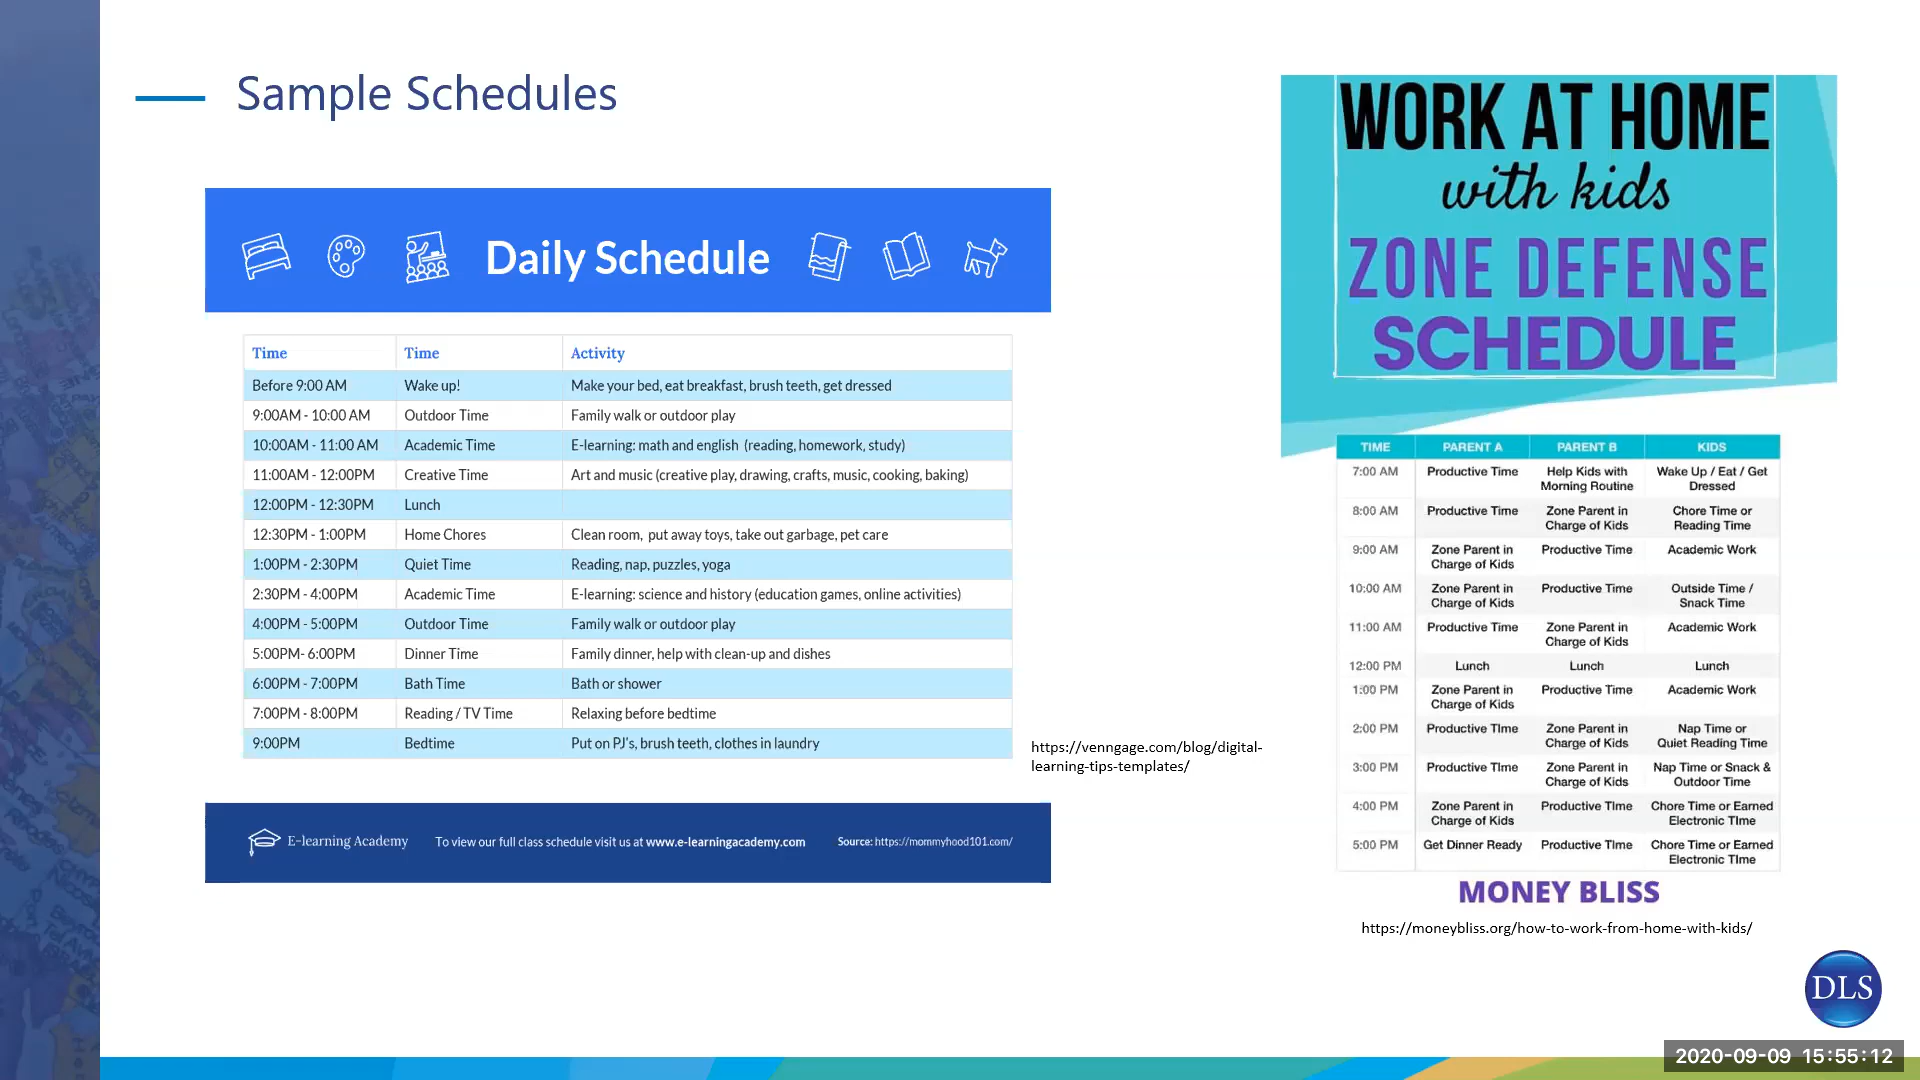 Sample Schedules
Daily Schedule
Time Time Activity
Before 9:00 AM Wake up! Make your bed, eat breakfast, brush teeth, get dressed
9:00AM - 10:00 AM Outdoor Time Family walk or outdoor play
10:00AM - 11:00 AM Academic Time E-learning: math and english (reading, homework, study)
11:00AM - 12:00PM Creative Time Art and music (creative play, drawing, crafts, music, cooking, baking)
12:00PM - 12:30PM Lunch
12:30PM - 1:00PM Home Chores Clean room, put away toys, take out garbage, pet care
1:00PM - 2:30PM Quiet Time Reading, nap, puzzles, yoga
2:30PM - 4:00PM Academic Time E-learning: science and history (education games, online activities)
4:00PM - 5:00PM Outdoor Time Family walk or outdoor play
5:00PM- 6:00PM Dinner Time Family dinner, help with clean-up and dishes
6:00PM - 7:00PM Bath Time Bath or shower
7:00PM - 8:00PM Reading / TV Time Relaxing before bedtime
9:00PM Bedtime Put on PJ's, brush teeth, clothes in laundry
E-learning Academy To view our full class schedule visit us at www.e-learningacademy.com Source: https://mommyhood101.com/
https://venngage.com/blog/digital-
learning-tips-templates/
WORK AT HOME
with kids
ZONE DEFENSE
SCHEDULE
TIME PARENT A PARENT B KIDS
7:00 AM Productive Time Help Kids with Wake Up / Eat / Get
Morning Routine Dressed
8:00 AM Productive Time Zone Parent in Chore Time or
Charge of Kids Reading Time
9:00 AM Zone Parent in Productive Time Academic Work
Charge of Kids
10:00 AM Zone Parent in Productive Time Outside Time /
Charge of Kids Snack Time
11:00 AM Productive Time Zone Parent in Academic Work
Charge of Kids
12:00 PM Lunch Lunch Lunch
1:00 PM Zone Parent in Productive Time Academic Work
Charge of Kids
2:00 PM Productive TIme Zone Parent in Nap Time or
Charge of Kids Quiet Reading Time
3:00 PM Productive TIme Zone Parent in Nap Time or Snack &
Charge of Kids Outdoor Time
4:00 PM Zone Parent in Productive TIme Chore Time or Earned
Charge of Kids Electronic TIme
5:00 PM Get Dinner Ready Productive TIme Chore Time or Earned
Electronic TIme
MONEY BLISS
https://moneybliss.org/how-to-work-from-home-with-kids/
DLS
2020-09-09 15:55:12